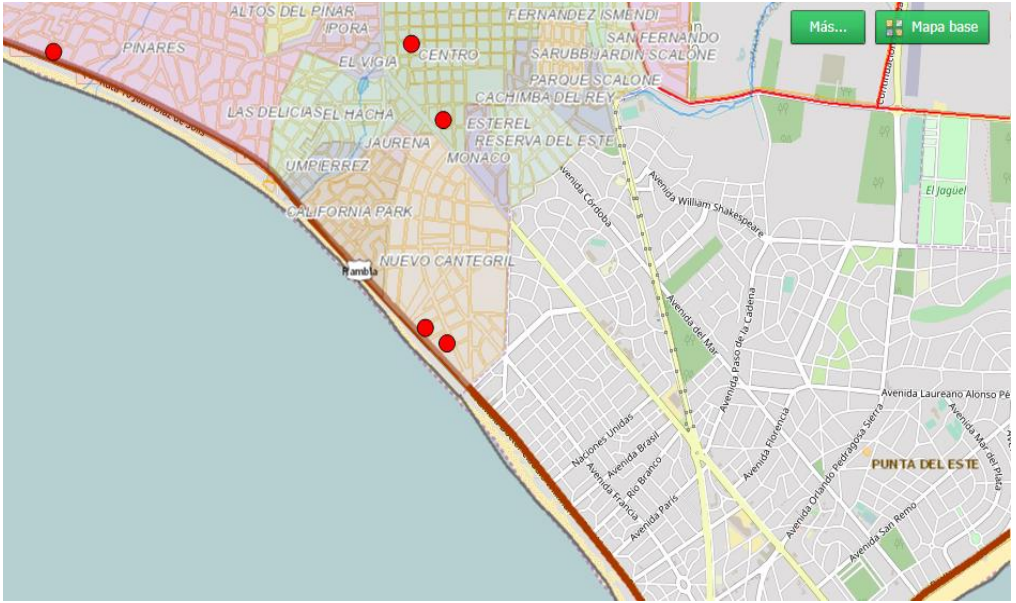 ALTOS DEL PINAR
IPORA
FERNANDEZ ISMENDI
SAN FERNANDO
Más...
Mapa base
PINARES
CENTRO
EL VIGIA
JARDIN SCALONE
PARQUE SCALONE
CACHIMBA DEL REY
LAS DELICIAS
EL HACHA
ESTEREL
JAURENA
RESERVA DEL ESTE
MONACO
UMPIERREZ
Avenida Córdoba
Avenida William Shakespeare
El Jagüel
CALIFORNIA PARK
NUEVO CANTEGRIL
Rambla
Avenida del Mar
Avenida Paso de la Cadena
Avenida Laureano Alonso Pé
Naciones Unidas
Avenida Brasil
Río Branco
Avenida Francia
Avenida París
Avenida Florencia
Avenida Orlando Pedragosa Sierra
Avenida Mar del Plata
PUNTA DEL ESTE
Avenida San Remo